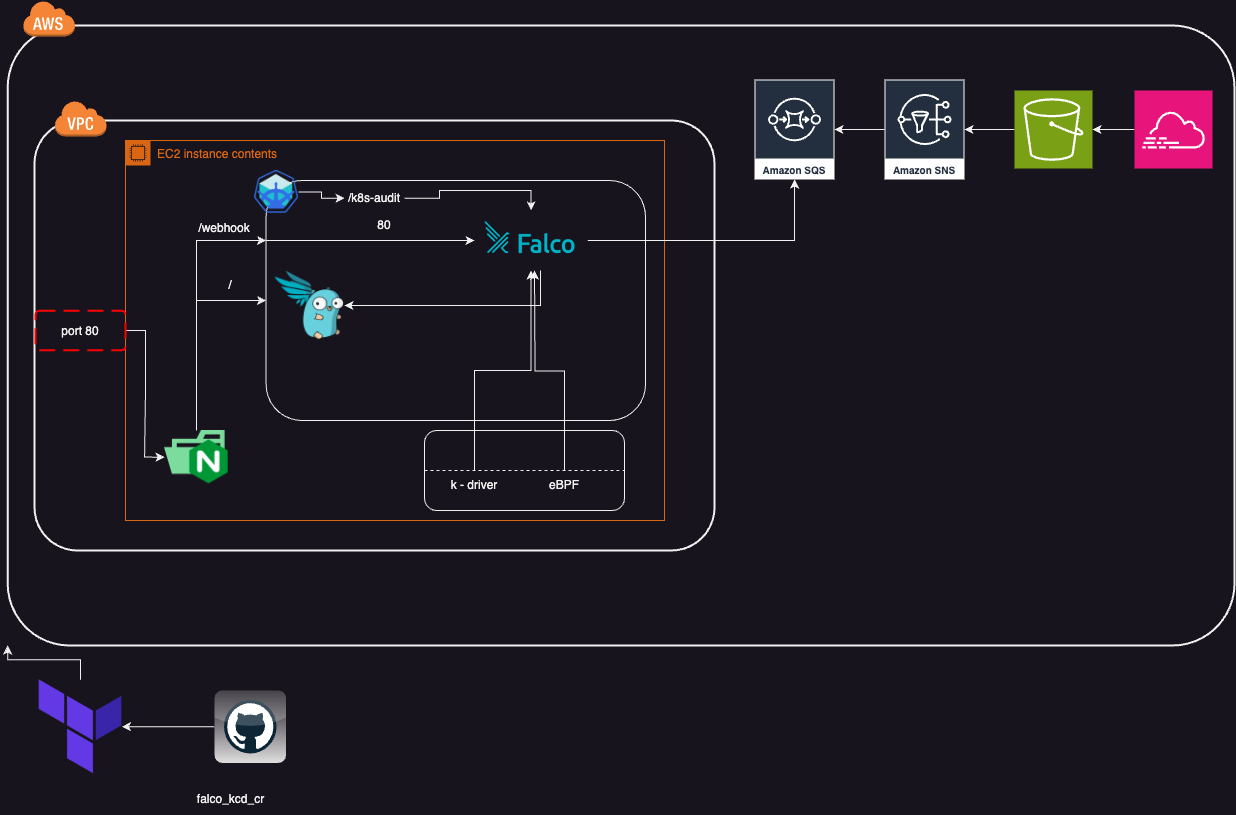 AWS
VPC
EC2 instance contents
Amazon SQS
Amazon SNS
/k8s-audit
/webhook
80
Falco
/
port 80
N
k - driver
eBPF
falco_kcd_cr